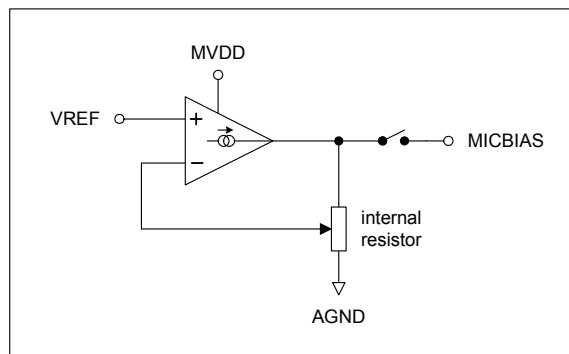 MVDD
VREF
+
−
MICBIAS
internal
resistor
AGND